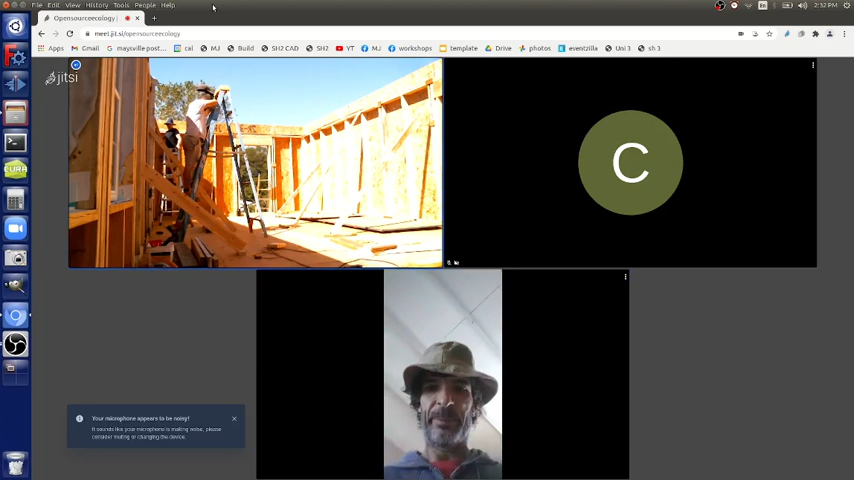 File Edit View History Tools People Help
En
2:32 PM
Opensourceecology |
meet.jit.si/opensourceecology
Apps
Gmail
maysville post...
cal
MJ
Build
SH2 CAD
SH2
YT
MJ
workshops
template
Drive
photos
eventzilla
Uni 3
sh 3
jitsi
C
Me
CURA
Your microphone appears to be noisy!
It sounds like your microphone is making noise, please
consider muting or changing the device.